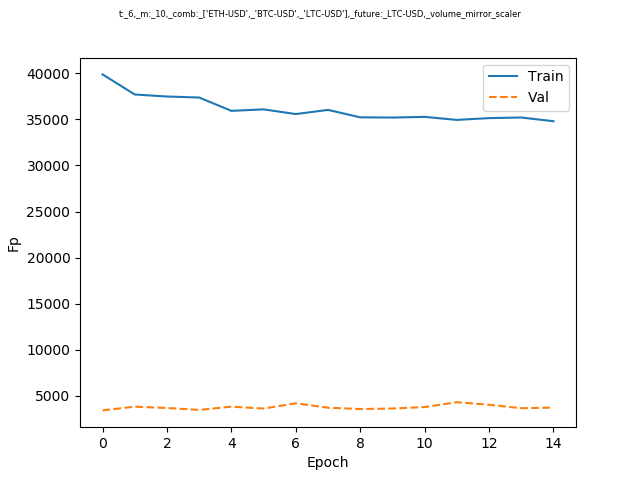 t:_6,_m:_10,_comb:_['ETH-USD',_'BTC-USD',_'LTC-USD'],_future:_LTC-USD,_volume_mirror_scaler
Train
Val
40000
35000
30000
25000
20000
15000
10000
5000
Fp
0 2 4 6 8 10 12 14
Epoch